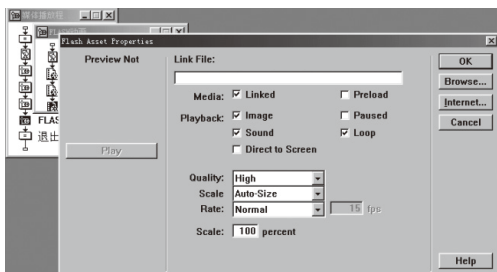 Flash Asset Properties
Preview Not
Link File:
OK
Browse...
Media: Linked Preload
Internet...
Playback: Image Paused
Cancel
FLAS
Sound Loop
退出
Play
Direct to Screen
Quality: High
Scale Auto-Size
Rate: Normal 15 fps
Scale: 100 percent
Help